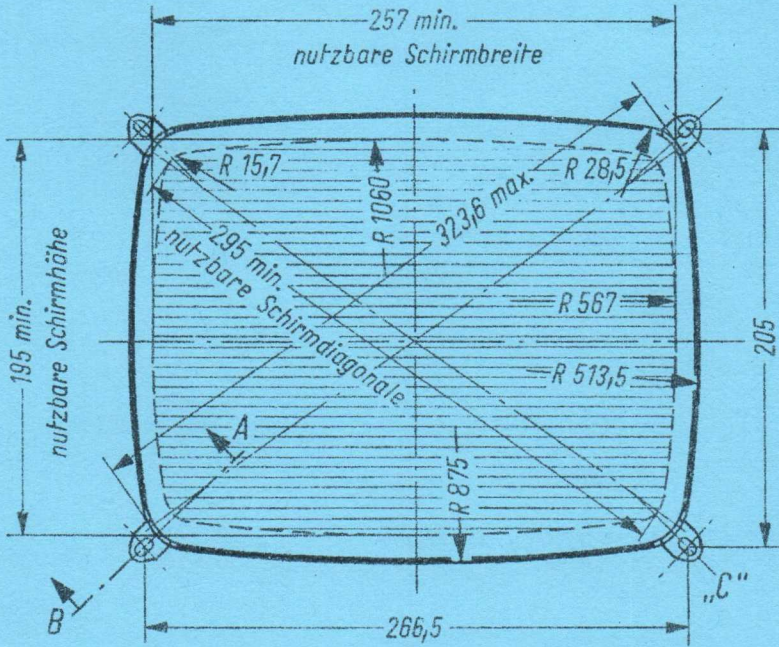 257 min.
nutzbare Schirmbreite
R 15,7
R 1060
R 28,5
323,6 max.
295 min.
nutzbare Schirmdiagonale
195 min.
nutzbare Schirmhöhe
R 567
205
R 513,5
A
R 875
B
„C“
266,5